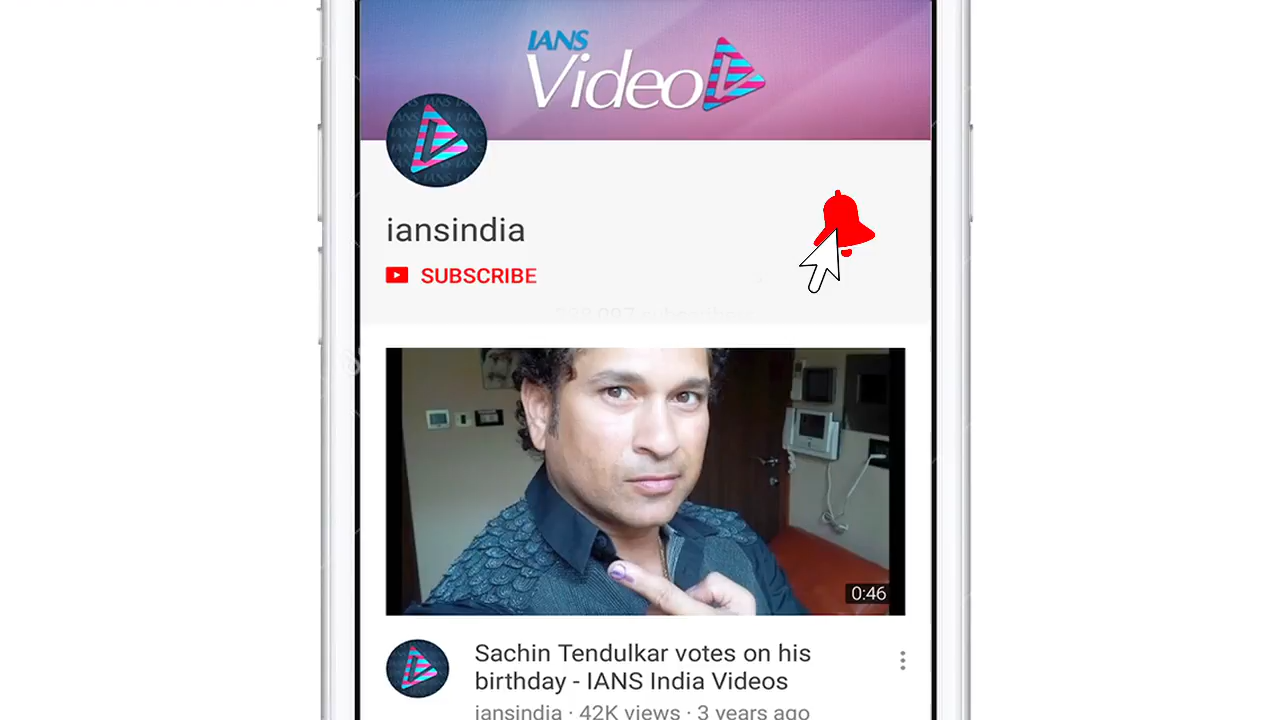 IANS
Video
iansindia
SUBSCRIBE
0:46
Sachin Tendulkar votes on his
birthday - IANS India Videos
iansindia · 42K views · 3 years ago